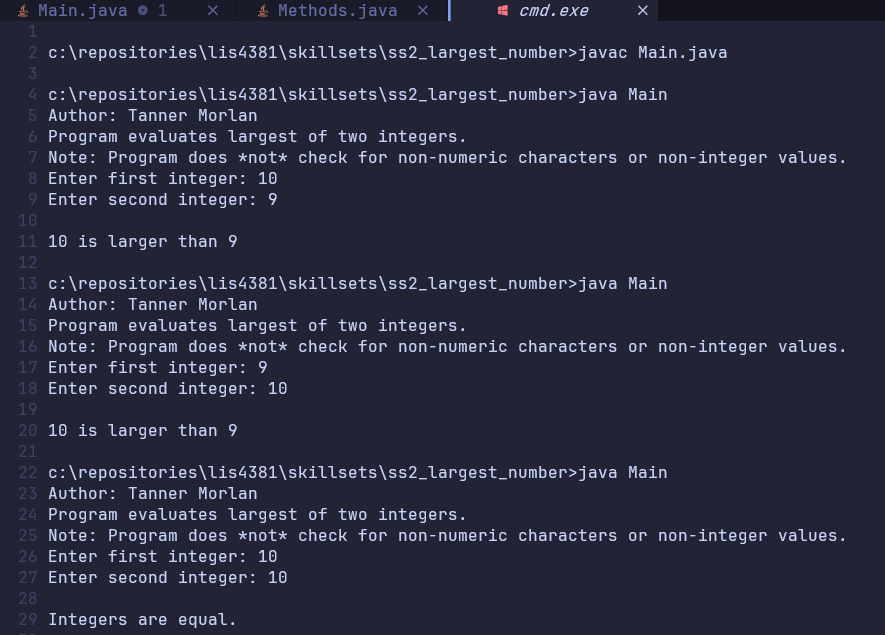 Main.java 1 × Methods.java × cmd.exe ×
1
2 c:\repositories\lis4381\skillsets\ss2_largest_number>javac Main.java
3
4 c:\repositories\lis4381\skillsets\ss2_largest_number>java Main
5 Author: Tanner Morlan
6 Program evaluates largest of two integers.
7 Note: Program does *not* check for non-numeric characters or non-integer values.
8 Enter first integer: 10
9 Enter second integer: 9
10
11 10 is larger than 9
12
13 c:\repositories\lis4381\skillsets\ss2_largest_number>java Main
14 Author: Tanner Morlan
15 Program evaluates largest of two integers.
16 Note: Program does *not* check for non-numeric characters or non-integer values.
17 Enter first integer: 9
18 Enter second integer: 10
19
20 10 is larger than 9
21
22 c:\repositories\lis4381\skillsets\ss2_largest_number>java Main
23 Author: Tanner Morlan
24 Program evaluates largest of two integers.
25 Note: Program does *not* check for non-numeric characters or non-integer values.
26 Enter first integer: 10
27 Enter second integer: 10
28
29 Integers are equal.